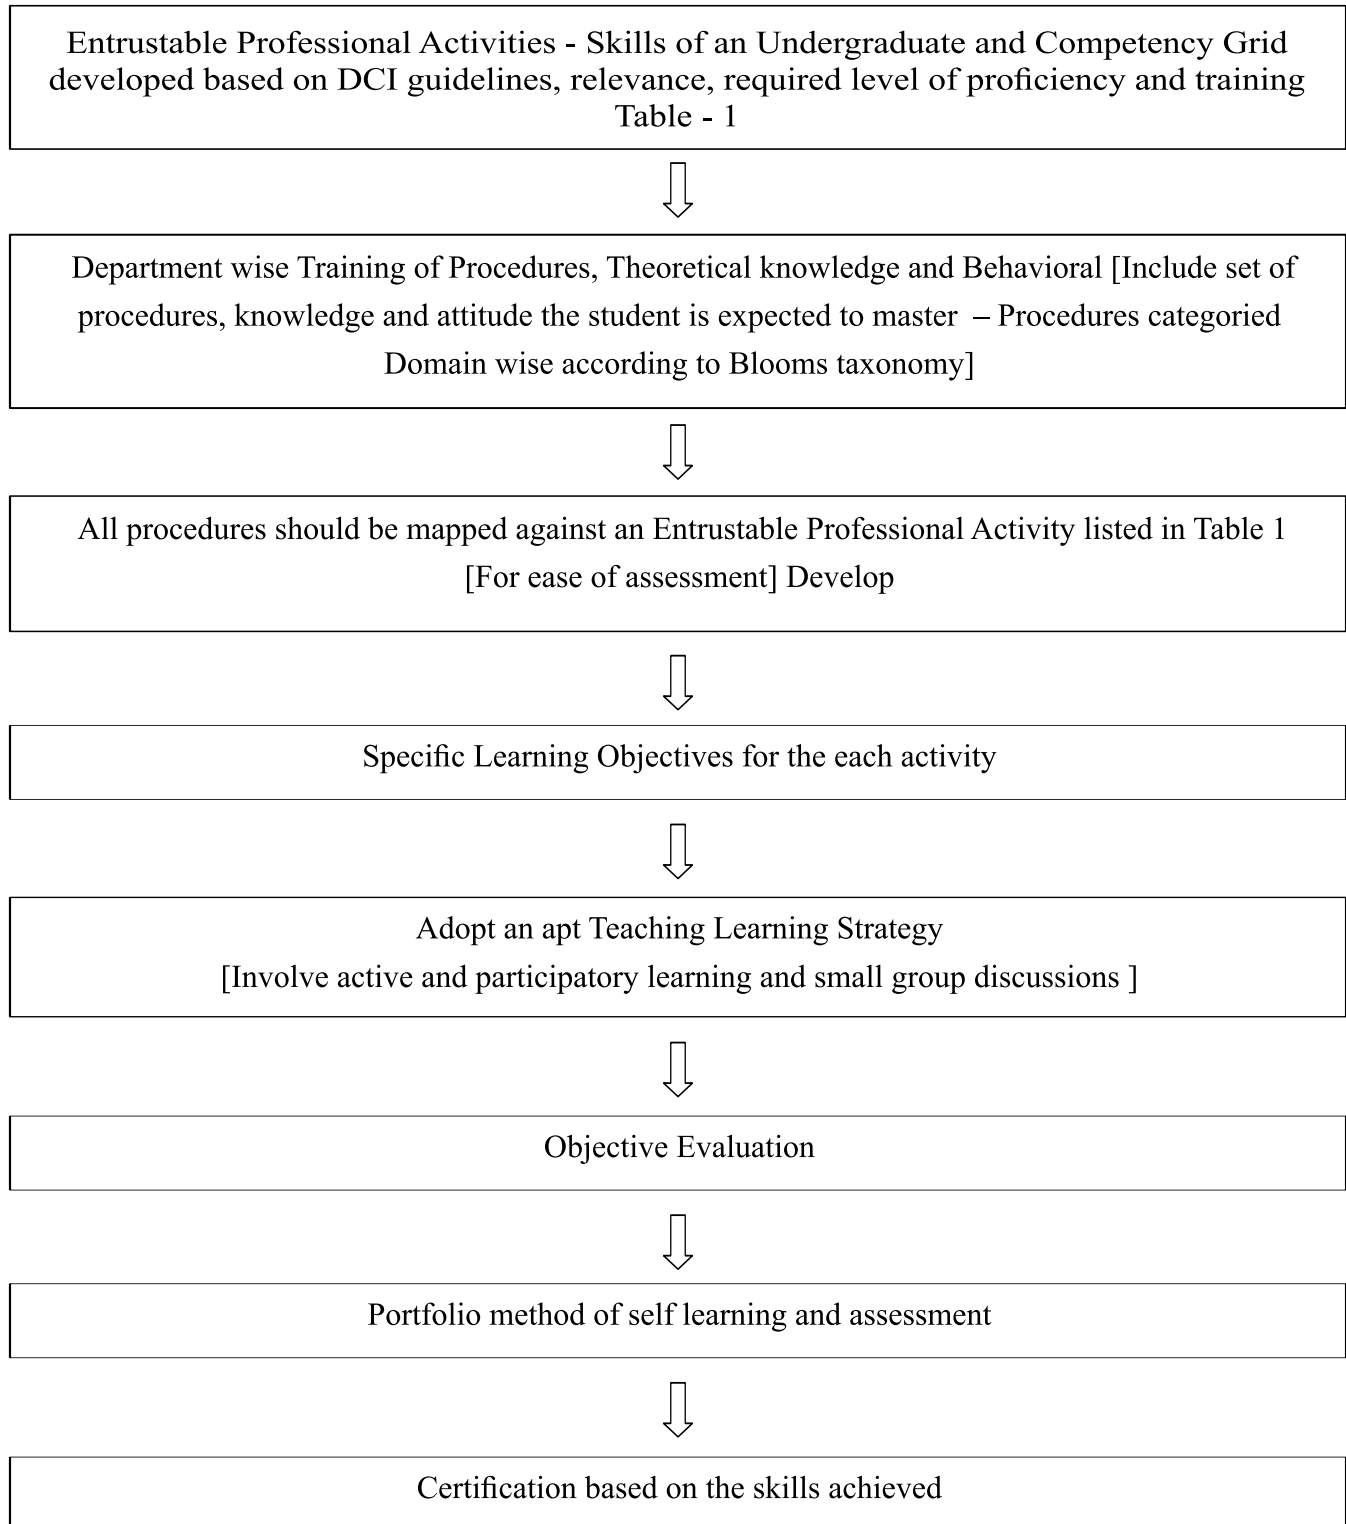 Entrustable Professional Activities - Skills of an Undergraduate and Competency Grid
developed based on DCI guidelines, relevance, required level of proficiency and training
Table - 1
Department wise Training of Procedures, Theoretical knowledge and Behavioral [Include set of
procedures, knowledge and attitude the student is expected to master – Procedures categoried
Domain wise according to Blooms taxonomy]
All procedures should be mapped against an Entrustable Professional Activity listed in Table 1
[For ease of assessment] Develop
Specific Learning Objectives for the each activity
Adopt an apt Teaching Learning Strategy
[Involve active and participatory learning and small group discussions ]
Objective Evaluation
Portfolio method of self learning and assessment
Certification based on the skills achieved